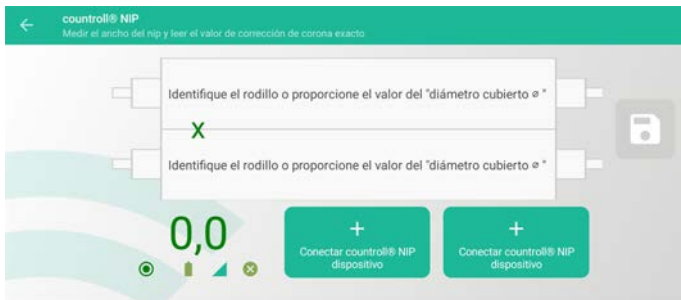 countroll® NIP
Medir el ancho del nip y leer el valor de corrección de corona exacto
Identifique el rodillo o proporcione el valor del "diámetro cubierto ⌀ "
X
Identifique el rodillo o proporcione el valor del "diámetro cubierto ⌀ "
0,0
+
Conectar countroll® NIP
dispositivo
+
Conectar countroll® NIP
dispositivo